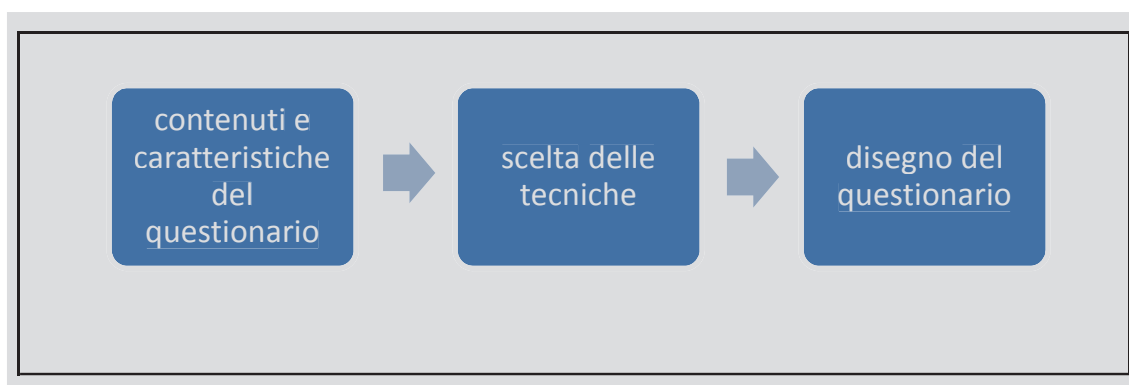 contenuti e
caratteristiche
del
questionario
scelta delle
tecniche
disegno del
questionario